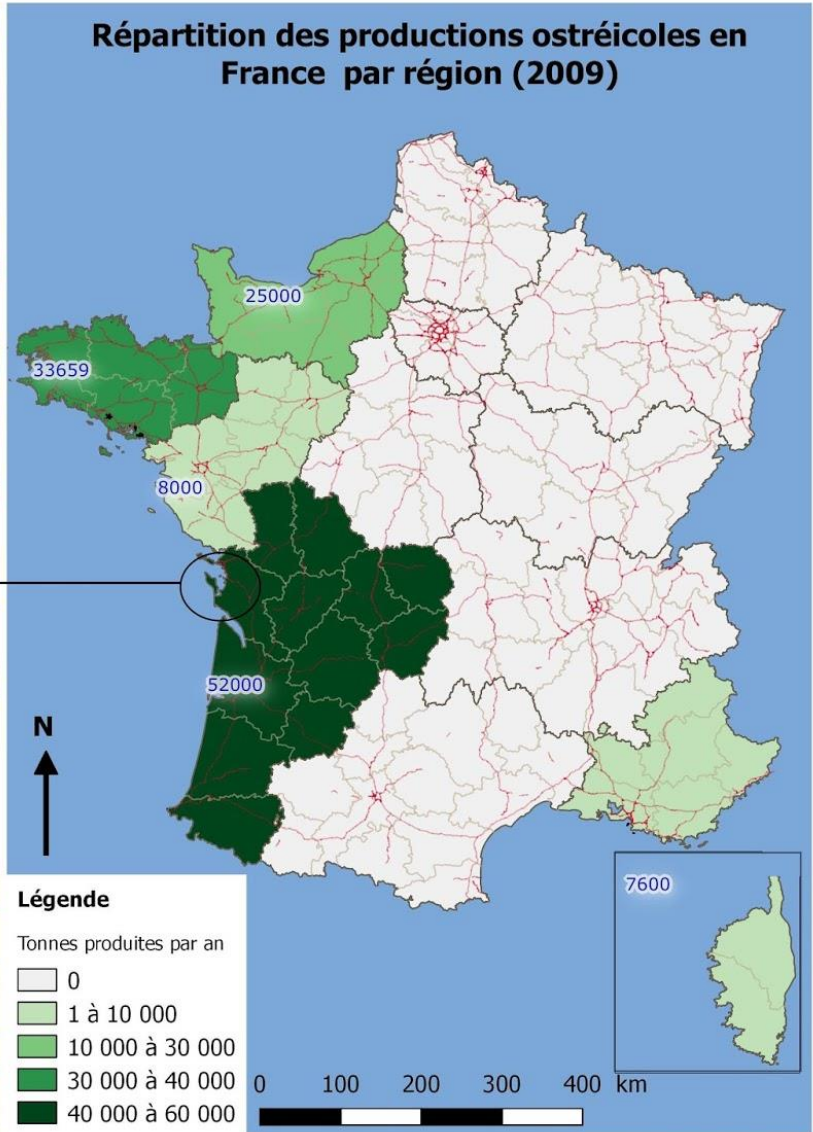 Répartition des productions ostréicoles en
France par région (2009)
25000
33659
8000
52000
N
7600
Légende
Tonnes produites par an
0
1 à 10 000
10 000 à 30 000
30 000 à 40 000
40 000 à 60 000
0 100 200 300 400 km